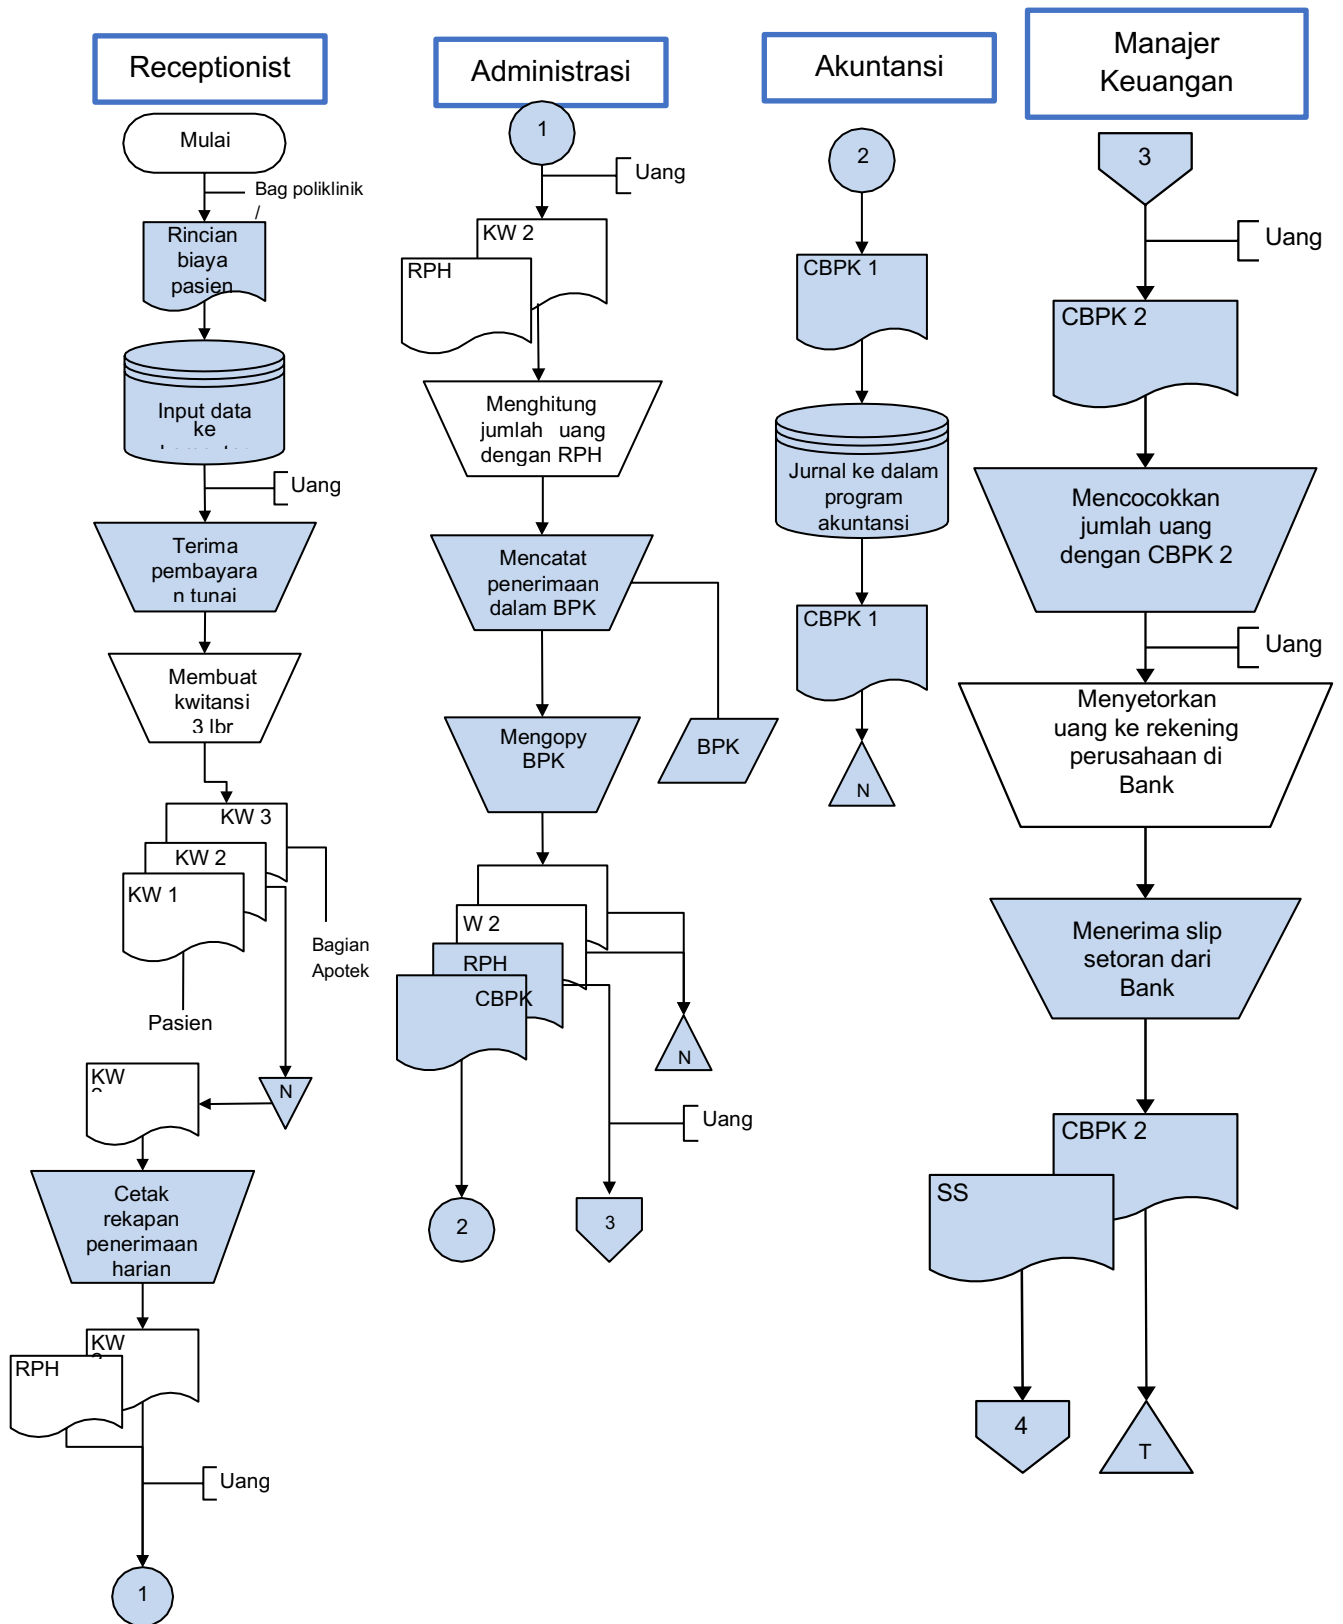 Receptionist
Mulai
Bag poliklinik
/
Rincian
biaya
pasien
Input data
ke
Uang
Terima
pembayara
n tunai
Membuat
kwitansi
3 lbr
KW 3
KW 2
KW 1
Bagian
Apotek
Pasien
N
KW
Cetak
rekapan
penerimaan
harian
KW
RPH
Uang
1
Administrasi
1
Uang
KW 2
RPH
Menghitung
jumlah uang
dengan RPH
Mencatat
penerimaan
dalam BPK
BPK
Mengopy
BPK
W 2
RPH
CBPK
N
Uang
2
3
Akuntansi
2
CBPK 1
Jurnal ke dalam
program
akuntansi
CBPK 1
N
Manajer
Keuangan
3
Uang
CBPK 2
Mencocokkan
jumlah uang
dengan CBPK 2
Uang
Menyetorkan
uang ke rekening
perusahaan di
Bank
Menerima slip
setoran dari
Bank
CBPK 2
SS
4
T